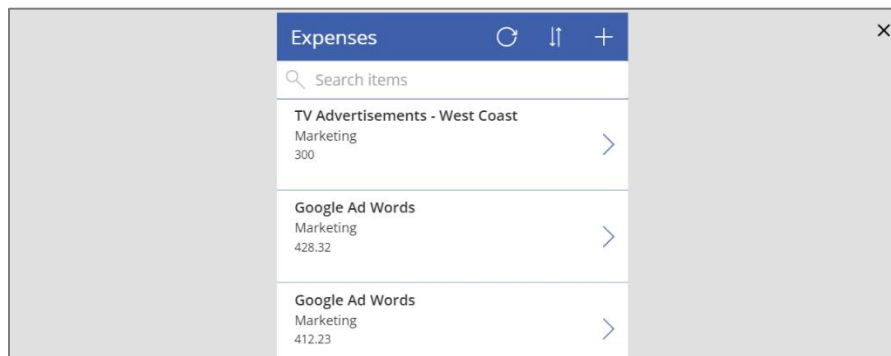 Expenses
Search items
TV Advertisements - West Coast
Marketing
300
Google Ad Words
Marketing
428.32
Google Ad Words
Marketing
412.23